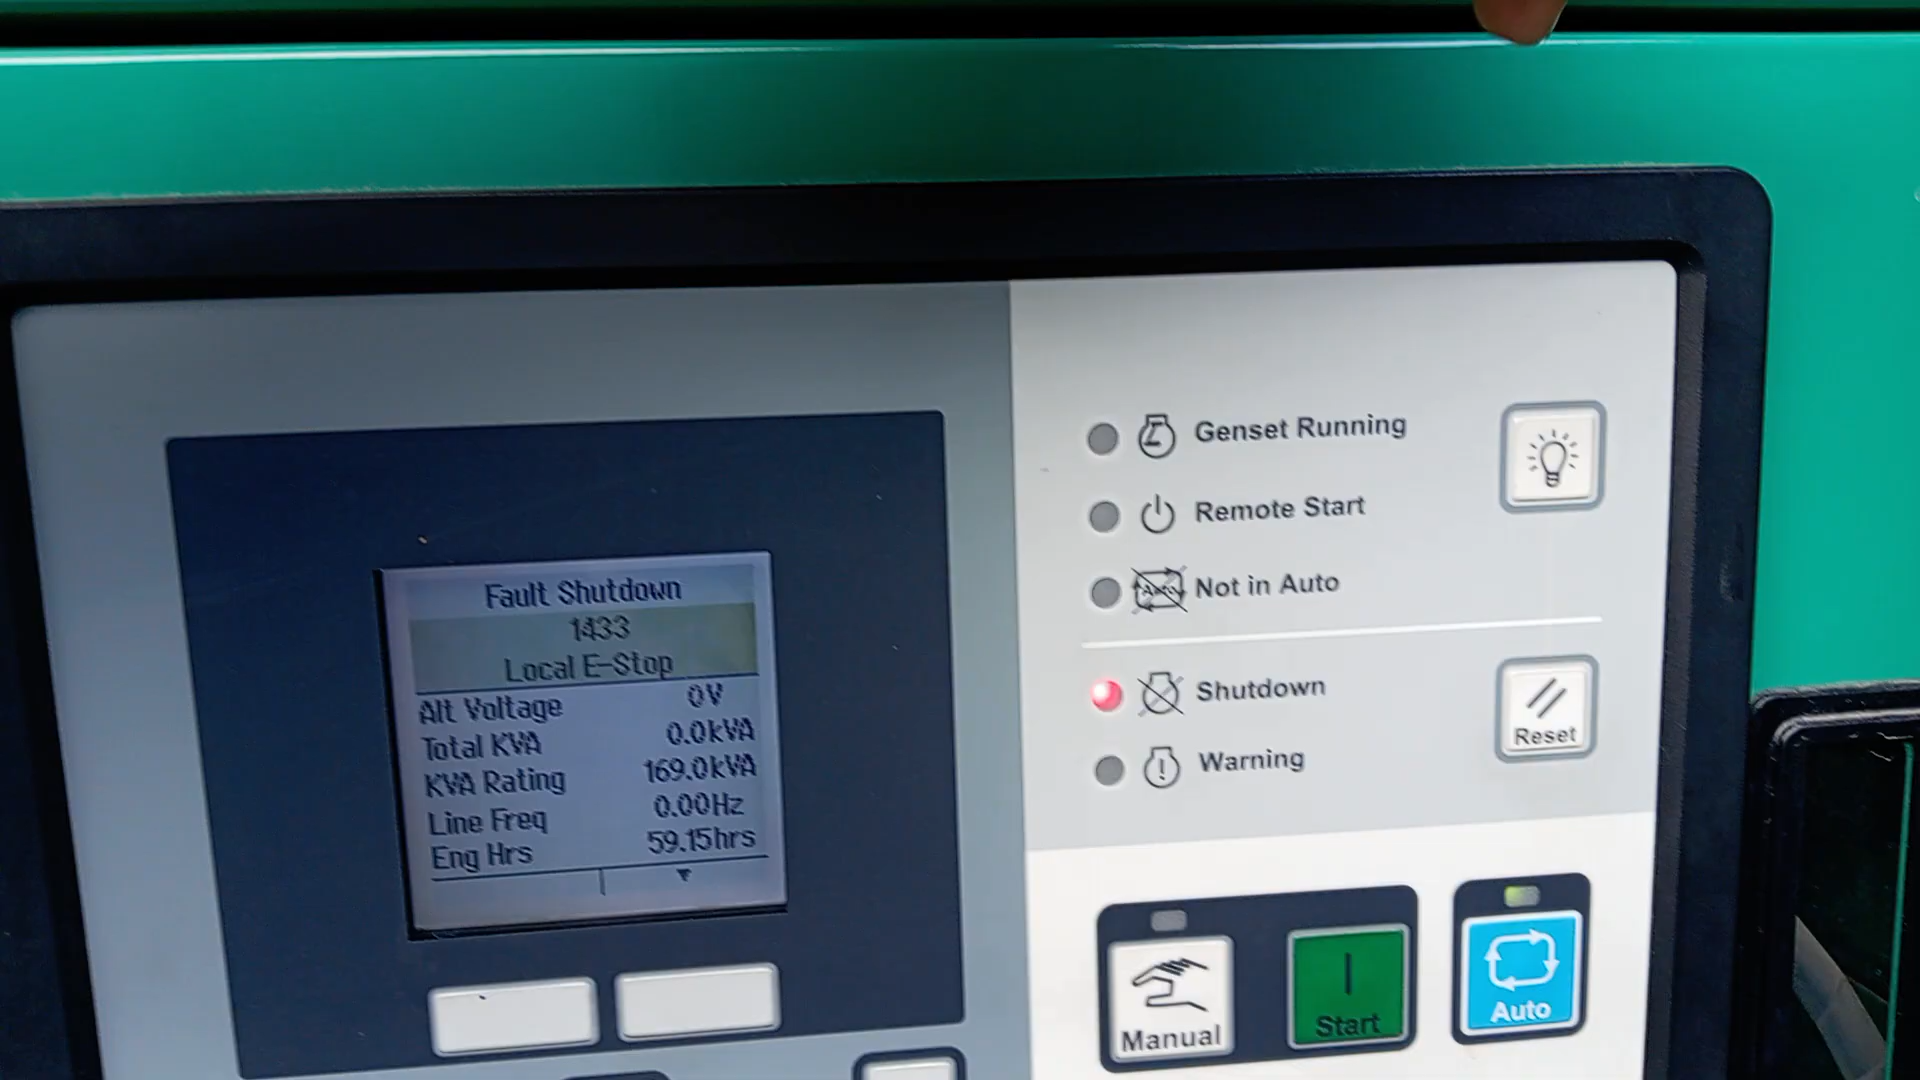 Fault Shutdown
1433
Local E-Stop
Alt Voltage 0V
Total KVA 0.0kVA
KVA Rating 169.0kVA
Line Freq 0.00Hz
Eng Hrs 59.15hrs
Genset Running
Remote Start
Auto Not in Auto
Shutdown
Reset
Warning
Manual
Start
Auto